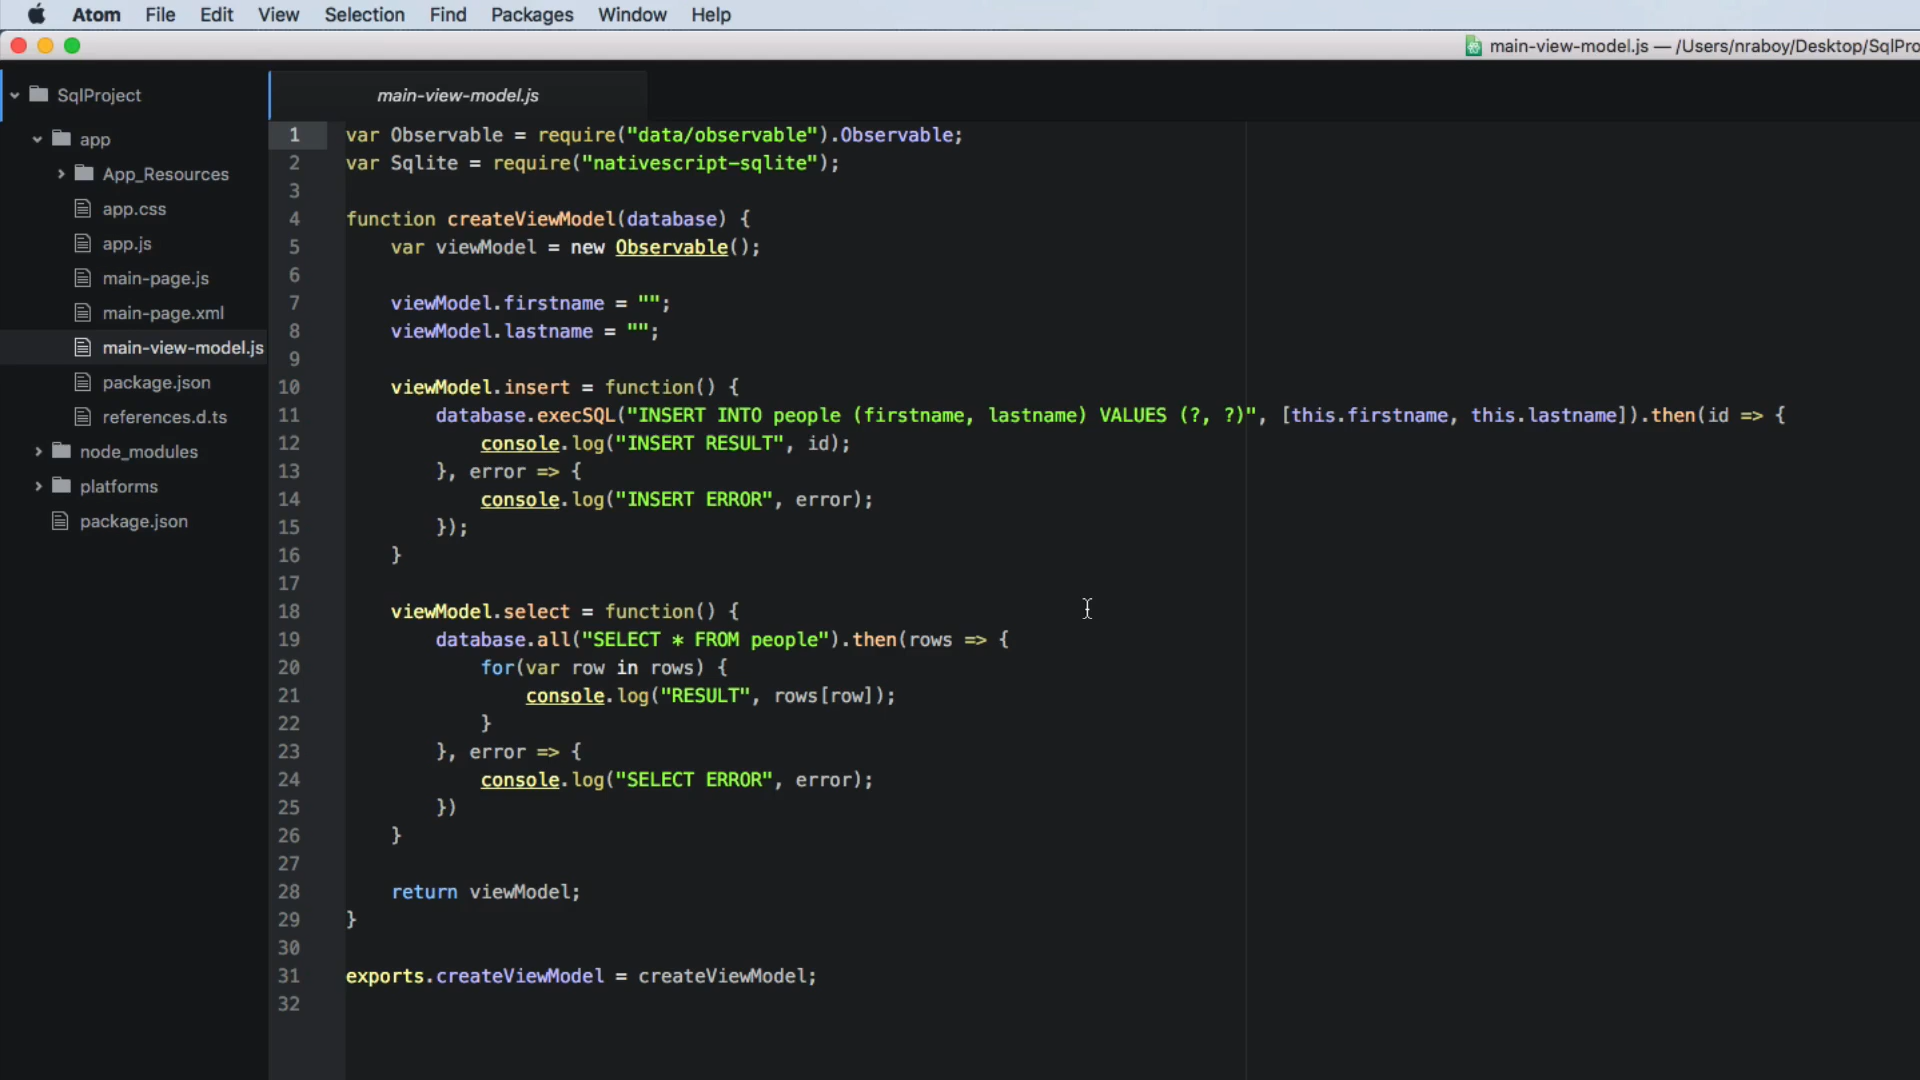 Atom File Edit View Selection Find Packages Window Help
main-view-model.js — /Users/nraboy/Desktop/SqlPro
SqlProject
app
App_Resources
app.css
app.js
main-page.js
main-page.xml
main-view-model.js
package.json
references.d.ts
node_modules
platforms
package.json
main-view-model.js
1 var Observable = require("data/observable").Observable;
2 var Sqlite = require("nativescript-sqlite");
3
4 function createViewModel(database) {
5     var viewModel = new Observable();
6
7     viewModel.firstname = "";
8     viewModel.lastname = "";
9
10     viewModel.insert = function() {
11         database.execSQL("INSERT INTO people (firstname, lastname) VALUES (?, ?)", [this.firstname, this.lastname]).then(id => {
12             console.log("INSERT RESULT", id);
13         }, error => {
14             console.log("INSERT ERROR", error);
15         });
16     }
17
18     viewModel.select = function() {
19         database.all("SELECT * FROM people").then(rows => {
20             for(var row in rows) {
21                 console.log("RESULT", rows[row]);
22             }
23         }, error => {
24             console.log("SELECT ERROR", error);
25         })
26     }
27
28     return viewModel;
29 }
30
31 exports.createViewModel = createViewModel;
32